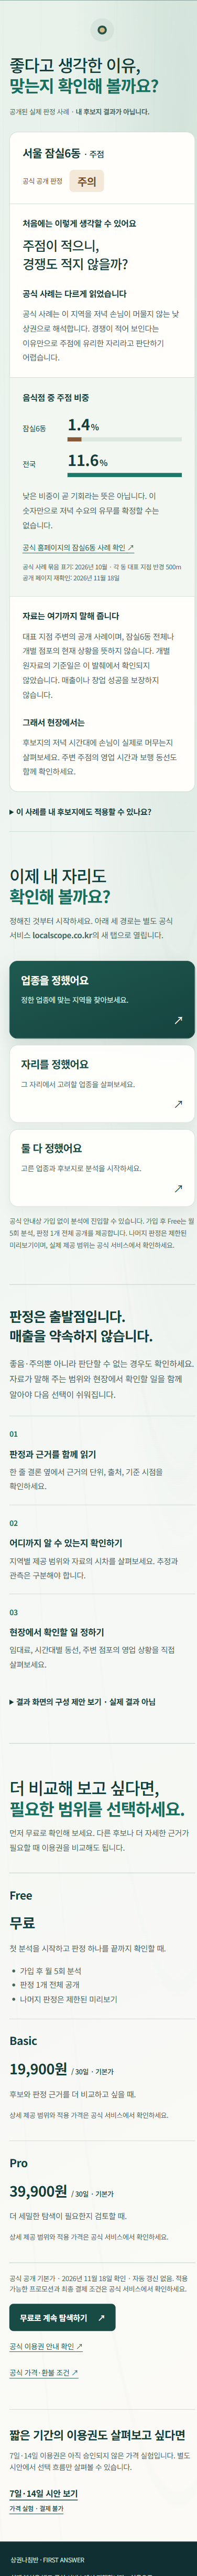 좋다고 생각한 이유,
맞는지 확인해 볼까요?
공개된 실제 판정 사례 · 내 후보지 결과가 아닙니다.
서울 잠실6동 · 주점
공식 공개 판정 주의
처음에는 이렇게 생각할 수 있어요
주점이 적으니,
경쟁도 적지 않을까?
공식 사례는 다르게 읽었습니다
공식 사례는 이 지역을 저녁 손님이 머물지 않는 낮
상권으로 해석합니다. 경쟁이 적어 보인다는
이유만으로 주점에 유리한 자리라고 판단하기
어렵습니다.
음식점 중 주점 비중
잠실6동 1.4%
전국 11.6%
낮은 비중이 곧 기회라는 뜻은 아닙니다. 이
숫자만으로 저녁 수요의 유무를 확정할 수는
없습니다.
공식 홈페이지의 잠실6동 사례 확인 ↗
공식 사례 묶음 표기: 2026년 10월 · 각 동 대표 지점 반경 500m
공개 페이지 재확인: 2026년 11월 18일
자료는 여기까지 말해 줍니다
대표 지점 주변의 공개 사례이며, 잠실6동 전체나
개별 점포의 현재 상황을 뜻하지 않습니다. 개별
원자료의 기준일은 이 발췌에서 확인되지
않았습니다. 매출이나 창업 성공을 보장하지
않습니다.
그래서 현장에서는
후보지의 저녁 시간대에 손님이 실제로 머무는지
살펴보세요. 주변 주점의 영업 시간과 보행 동선도
함께 확인하세요.
▶ 이 사례를 내 후보지에도 적용할 수 있나요?
이제 내 자리도
확인해 볼까요?
정해진 것부터 시작하세요. 아래 세 경로는 별도 공식
서비스 localscope.co.kr의 새 탭으로 열립니다.
업종을 정했어요
정한 업종에 맞는 지역을 찾아보세요.
↗
자리를 정했어요
그 자리에서 고려할 업종을 살펴보세요.
↗
둘 다 정했어요
고른 업종과 후보지로 분석을 시작하세요.
↗
공식 안내상 가입 없이 분석에 진입할 수 있습니다. 가입 후 Free는 월
5회 분석, 판정 1개 전체 공개를 제공합니다. 나머지 판정은 제한된
미리보기이며, 실제 제공 범위는 공식 서비스에서 확인하세요.
판정은 출발점입니다.
매출을 약속하지 않습니다.
좋음·주의뿐 아니라 판단할 수 없는 경우도 확인하세요.
자료가 말해 주는 범위와 현장에서 확인할 일을 함께
알아야 다음 선택이 쉬워집니다.
01
판정과 근거를 함께 읽기
한 줄 결론 옆에서 근거의 단위, 출처, 기준 시점을
확인하세요.
02
어디까지 알 수 있는지 확인하기
지역별 제공 범위와 자료의 시차를 살펴보세요. 추정과
관측은 구분해야 합니다.
03
현장에서 확인할 일 정하기
임대료, 시간대별 동선, 주변 점포의 영업 상황을 직접
살펴보세요.
▶ 결과 화면의 구성 제안 보기 · 실제 결과 아님
더 비교해 보고 싶다면,
필요한 범위를 선택하세요.
먼저 무료로 확인해 보세요. 다른 후보나 더 자세한 근거가
필요할 때 이용권을 비교해도 됩니다.
Free
무료
첫 분석을 시작하고 판정 하나를 끝까지 확인할 때.
• 가입 후 월 5회 분석
• 판정 1개 전체 공개
• 나머지 판정은 제한된 미리보기
Basic
19,900원 / 30일 · 기본가
후보와 판정 근거를 더 비교하고 싶을 때.
상세 제공 범위와 적용 가격은 공식 서비스에서 확인하세요.
Pro
39,900원 / 30일 · 기본가
더 세밀한 탐색이 필요한지 검토할 때.
상세 제공 범위와 적용 가격은 공식 서비스에서 확인하세요.
공식 공개 기본가 · 2026년 11월 18일 확인 · 자동 갱신 없음. 적용
가능한 프로모션과 최종 결제 조건은 공식 서비스에서 확인하세요.
무료로 계속 탐색하기 ↗
공식 이용권 안내 확인 ↗
공식 가격·환불 조건 ↗
짧은 기간의 이용권도 살펴보고 싶다면
7일·14일 이용권은 아직 승인되지 않은 가격 실험입니다. 별도
시안에서 선택 흐름만 살펴볼 수 있습니다.
7일·14일 시안 보기
가격 실험 · 결제 불가
상권나침반 · FIRST ANSWER